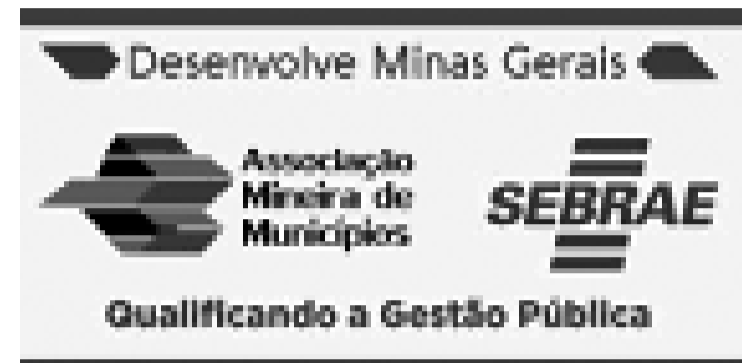 Desenvolve Minas Gerais
Associação
Mineira de
Municípios
SEBRAE
Qualificando a Gestão Pública